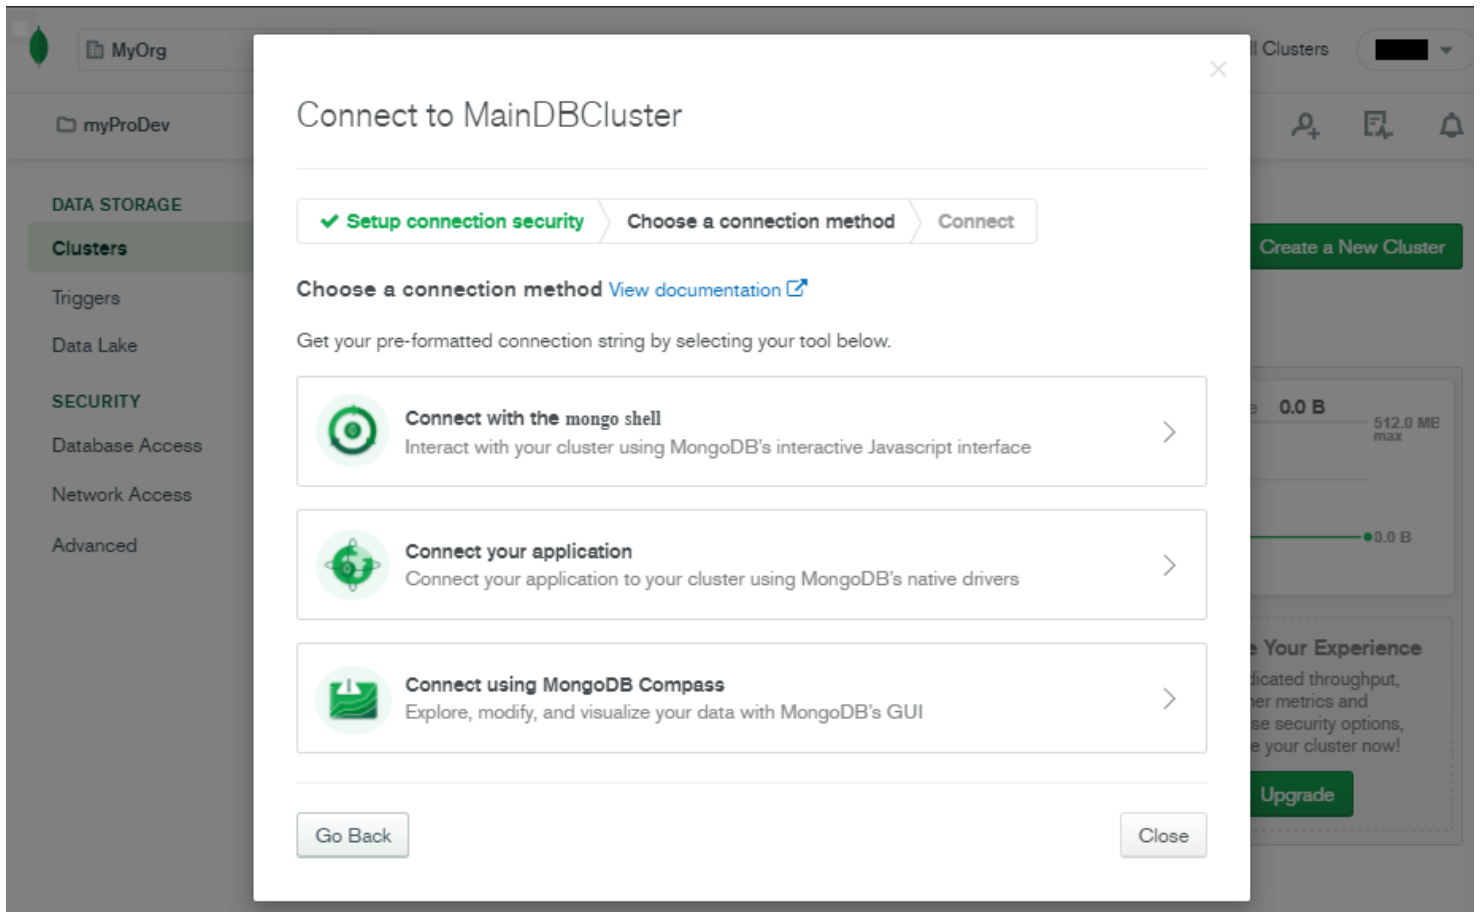 MyOrg
ll Clusters
myProDev
DATA STORAGE
Clusters
Triggers
Data Lake
SECURITY
Database Access
Network Access
Advanced
Connect to MainDBCluster
Setup connection security
Choose a connection method
Connect
Choose a connection method View documentation
Get your pre-formatted connection string by selecting your tool below.
Connect with the mongo shell
Interact with your cluster using MongoDB's interactive Javascript interface
Connect your application
Connect your application to your cluster using MongoDB's native drivers
Connect using MongoDB Compass
Explore, modify, and visualize your data with MongoDB's GUI
Go Back
Close
Create a New Cluster
e 0.0 B
512.0 MB
max
0.0 B
e Your Experience
dicated throughput,
ner metrics and
se security options,
e your cluster now!
Upgrade